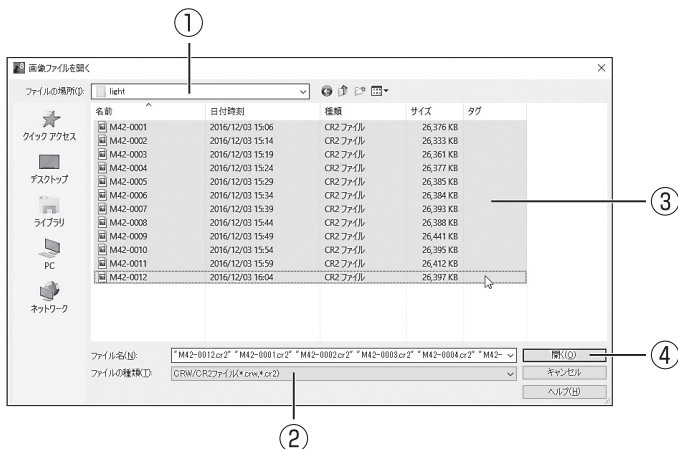 ①
画像ファイルを開く
ファイルの場所(I): light
名前 日付時刻 種類 サイズ タグ
M42-0001 2016/12/03 15:06 CR2 ファイル 26,376 KB
M42-0002 2016/12/03 15:14 CR2 ファイル 26,333 KB
M42-0003 2016/12/03 15:19 CR2 ファイル 26,361 KB
M42-0004 2016/12/03 15:24 CR2 ファイル 26,377 KB
M42-0005 2016/12/03 15:29 CR2 ファイル 26,385 KB
M42-0006 2016/12/03 15:34 CR2 ファイル 26,384 KB
M42-0007 2016/12/03 15:39 CR2 ファイル 26,393 KB
M42-0008 2016/12/03 15:44 CR2 ファイル 26,388 KB
M42-0009 2016/12/03 15:49 CR2 ファイル 26,441 KB
M42-0010 2016/12/03 15:54 CR2 ファイル 26,395 KB
M42-0011 2016/12/03 15:59 CR2 ファイル 26,412 KB
M42-0012 2016/12/03 16:04 CR2 ファイル 26,397 KB
クイック アクセス
デスクトップ
ライブラリ
PC
ネットワーク
③
ファイル名(N): "M42-0012.cr2" "M42-0001.cr2" "M42-0002.cr2" "M42-0003.cr2" "M42-0004.cr2" "M42- 開く(O)
④
ファイルの種類(T): CRW/CR2ファイル(*.crw,*.cr2) キャンセル
ヘルプ(H)
②